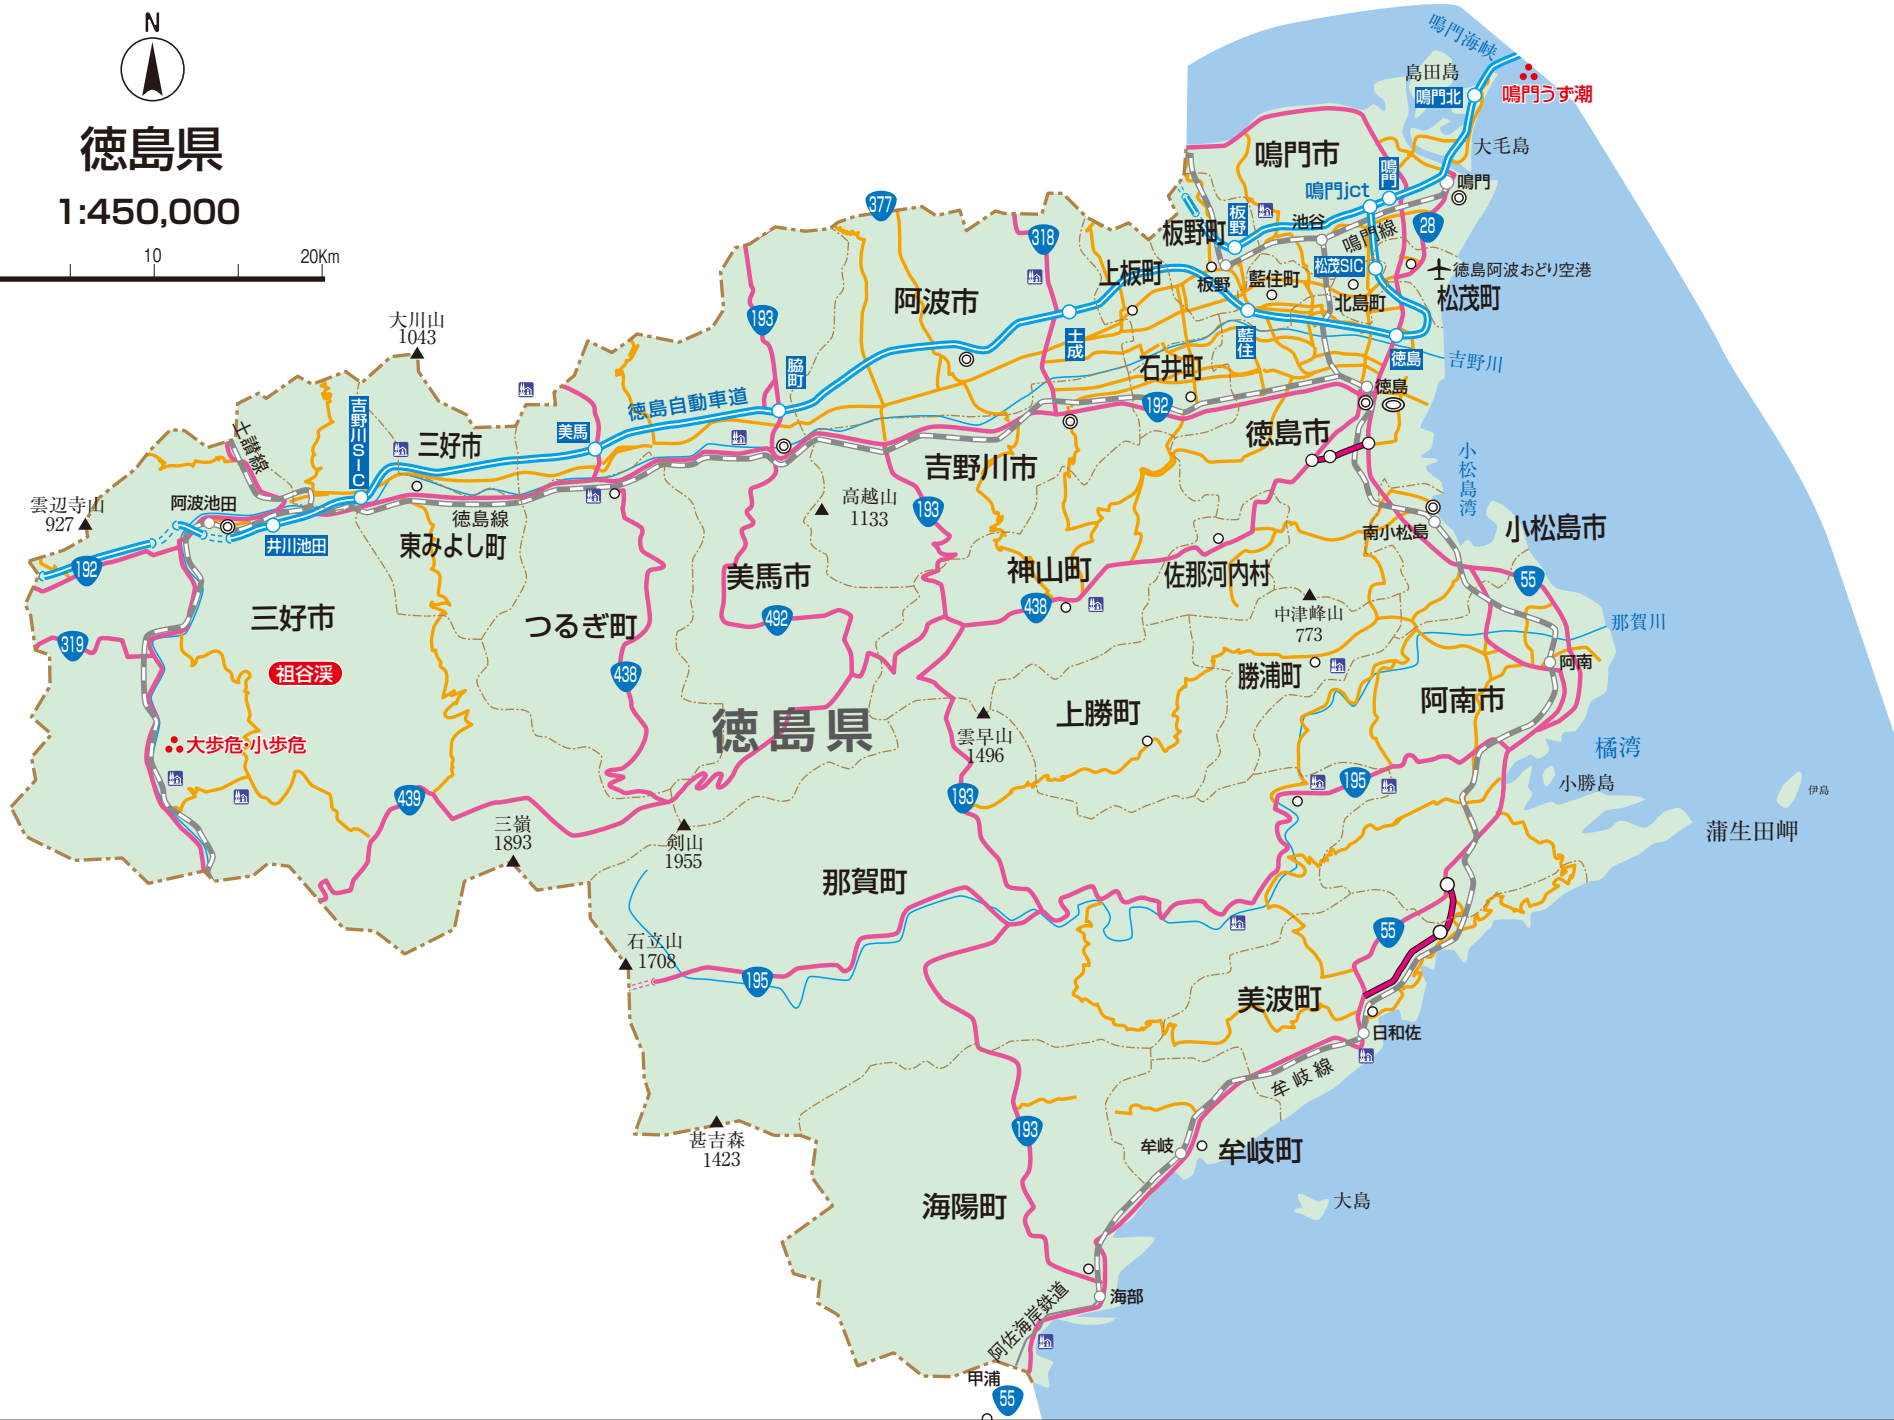 N
徳島県
1:450,000
10
20Km
鳴門海峡
島田島
鳴門北
鳴門うず潮
大毛島
鳴門市
鳴門
鳴門jct
鳴門
377
193
318
板野町
板野
池谷
鳴門線
28
上板町
板野
藍住町
松茂SIC
徳島阿波おどり空港
北島町
松茂町
阿波市
大川山
1043
脇町
土成
藍住
石井町
徳島
吉野川
徳島
192
徳島自動車道
吉野川SIC
美馬
三好市
土讃線
徳島市
小松島湾
吉野川市
雲辺寺山
927
阿波池田
井川池田
徳島線
東みよし町
高越山
1133
193
南小松島
小松島市
192
美馬市
神山町
佐那河内村
55
三好市
つるぎ町
492
438
中津峰山
773
那賀川
319
祖谷渓
438
勝浦町
阿南
阿南市
大歩危・小歩危
徳島県
上勝町
雲早山
1496
橘湾
小勝島
伊島
439
193
195
三嶺
1893
剣山
1955
蒲生田岬
那賀町
石立山
1708
195
55
美波町
日和佐
牟岐線
甚吉森
1423
193
牟岐
牟岐町
海陽町
大島
阿佐海岸鉄道
海部
甲浦
55